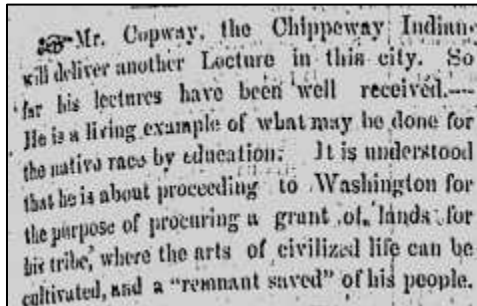 ☞Mr. Copway, the Chippeway Indian,
will deliver another Lecture in this city. So
far his lectures have been well received.—
He is a living example of what may be done for
the native race by education. It is understood
that he is about proceeding to Washington for
the purpose of procuring a grant of lands for
his tribe, where the arts of civilized life can be
cultivated, and a "remnant saved" of his people.